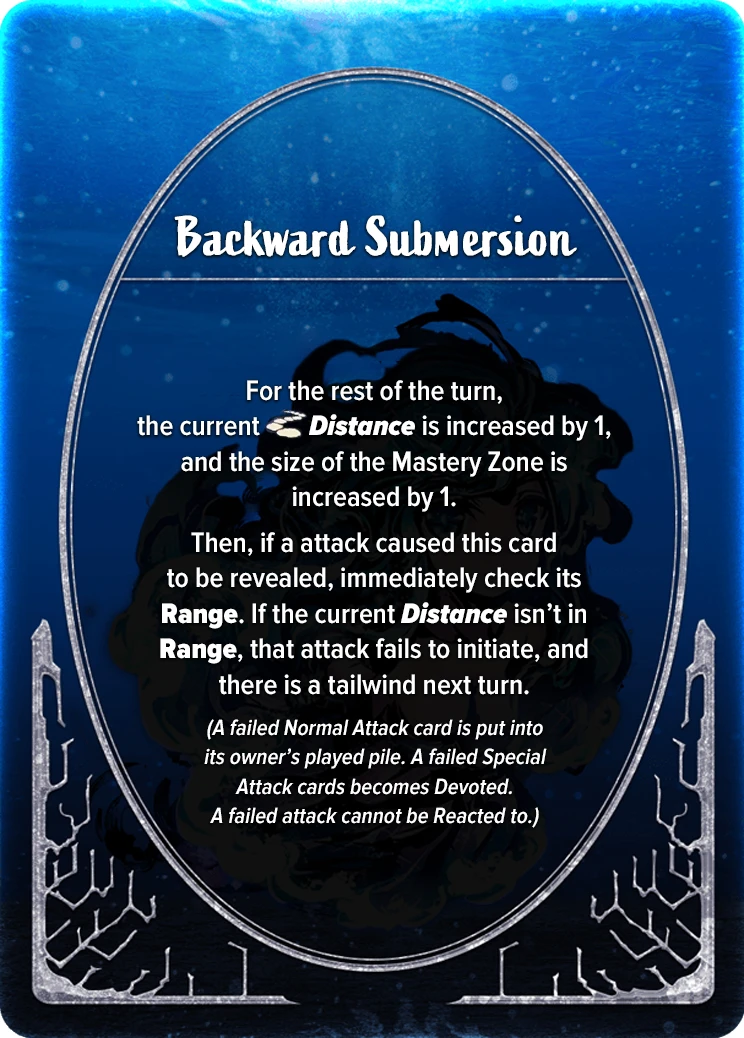 Backward Submersion
For the rest of the turn,
the current Distance is increased by 1,
and the size of the Mastery Zone is
increased by 1.
Then, if a attack caused this card
to be revealed, immediately check its
Range. If the current Distance isn’t in
Range, that attack fails to initiate, and
there is a tailwind next turn.
(A failed Normal Attack card is put into
its owner’s played pile. A failed Special
Attack cards becomes Devoted.
A failed attack cannot be Reacted to.)